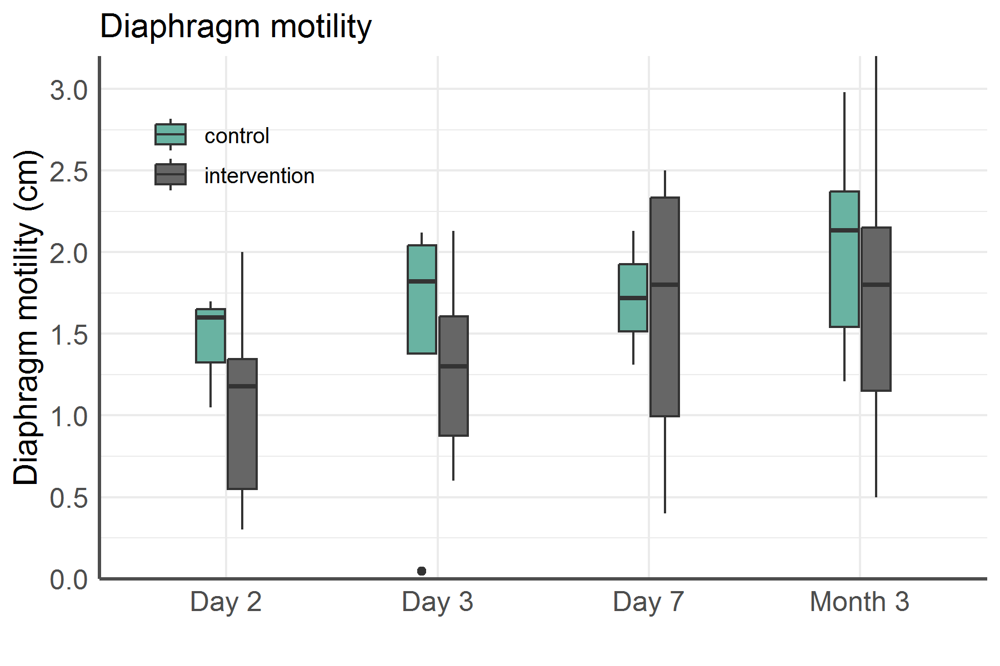 Diaphragm motility
Diaphragm motility (cm)
3.0
2.5
2.0
1.5
1.0
0.5
0.0
control
intervention
Day 2
Day 3
Day 7
Month 3